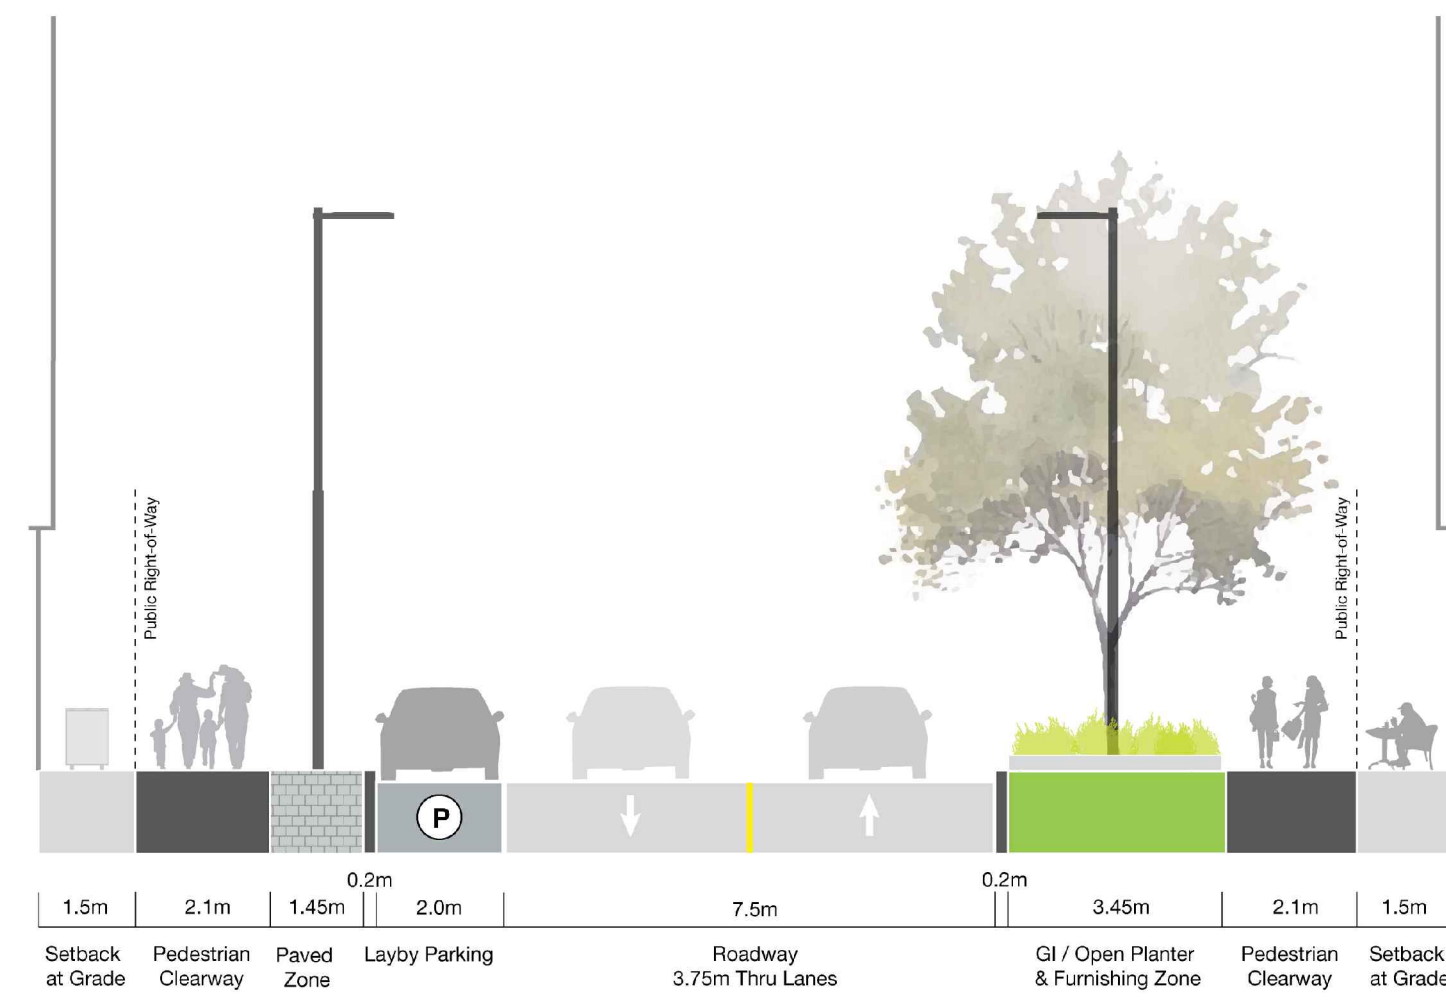 Public Right-of-Way
Public Right-of-Way
P
0.2m
0.2m
1.5m
2.1m
1.45m
2.0m
7.5m
3.45m
2.1m
1.5m
Setback
at Grade
Pedestrian
Clearway
Paved
Zone
Layby Parking
Roadway
3.75m Thru Lanes
GI / Open Planter
& Furnishing Zone
Pedestrian
Clearway
Setback
at Grade